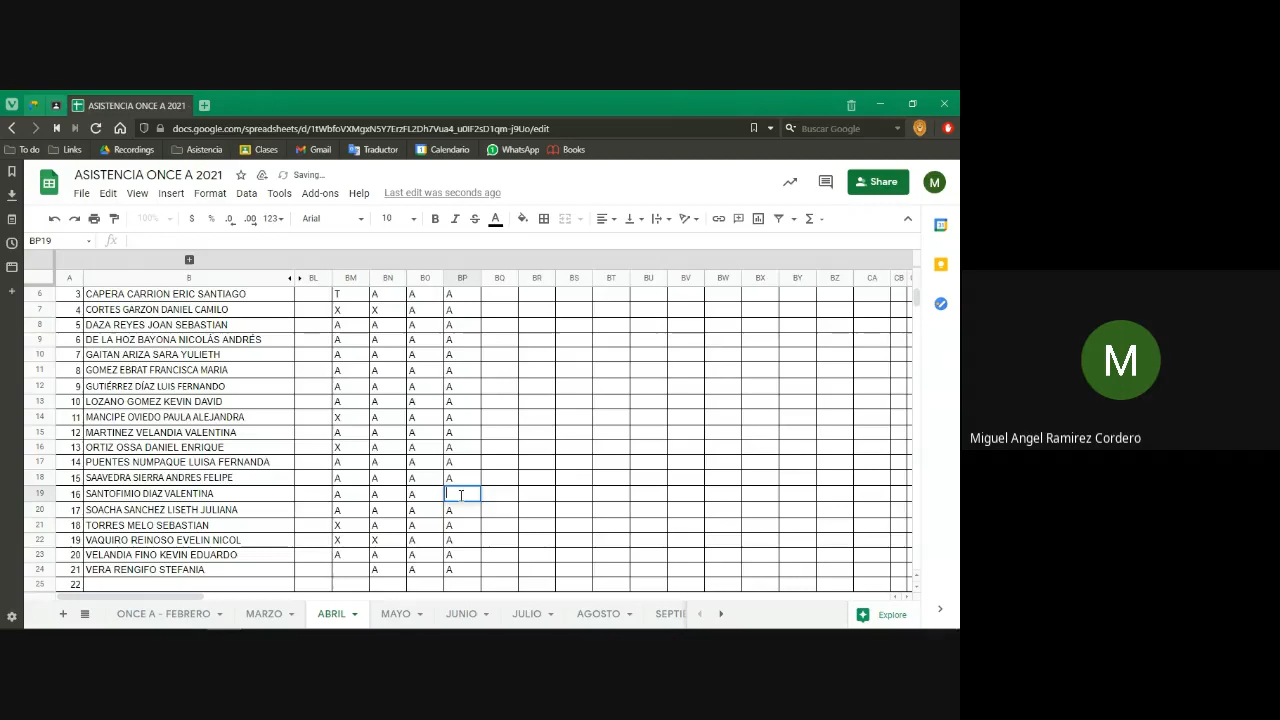 ASISTENCIA ONCE A 2021
docs.google.com/spreadsheets/d/1tWbfoVXMgxN5Y7ErzFL2Dh7Vua4_u0IF2sD1qm-j9Uo/edit
Buscar Google
To do Links Recordings Asistencia Clases Gmail Traductor Calendario WhatsApp Books
ASISTENCIA ONCE A 2021 Saving...
Share M
File Edit View Insert Format Data Tools Add-ons Help Last edit was seconds ago
100% $ % .0 .00 123 Arial 10 B I S A
BP19 fx
A B BL BM BN BO BP BQ BR BS BT BU BV BW BX BY BZ CA CB
6 3 CAPERA CARRION ERIC SANTIAGO T A A A
7 4 CORTES GARZON DANIEL CAMILO X X A A
8 5 DAZA REYES JOAN SEBASTIAN A A A A
9 6 DE LA HOZ BAYONA NICOLÁS ANDRÉS A A A A
10 7 GAITAN ARIZA SARA YULIETH A A A A
11 8 GOMEZ EBRAT FRANCISCA MARIA A A A A
12 9 GUTIÉRREZ DÍAZ LUIS FERNANDO A A A A
13 10 LOZANO GOMEZ KEVIN DAVID A A A A
14 11 MANCIPE OVIEDO PAULA ALEJANDRA X A A A
15 12 MARTINEZ VELANDIA VALENTINA A A A A
16 13 ORTIZ OSSA DANIEL ENRIQUE X A A A
17 14 PUENTES NUMPAQUE LUISA FERNANDA A A A A
18 15 SAAVEDRA SIERRA ANDRES FELIPE A A A A
19 16 SANTOFIMIO DIAZ VALENTINA A A A
20 17 SOACHA SANCHEZ LISETH JULIANA A A A A
21 18 TORRES MELO SEBASTIAN X A A A
22 19 VAQUIRO REINOSO EVELIN NICOL X X A A
23 20 VELANDIA FINO KEVIN EDUARDO A A A A
24 21 VERA RENGIFO STEFANIA A A A
25 22
ONCE A - FEBRERO MARZO ABRIL MAYO JUNIO JULIO AGOSTO SEPTIE Explore
M
Miguel Angel Ramirez Cordero